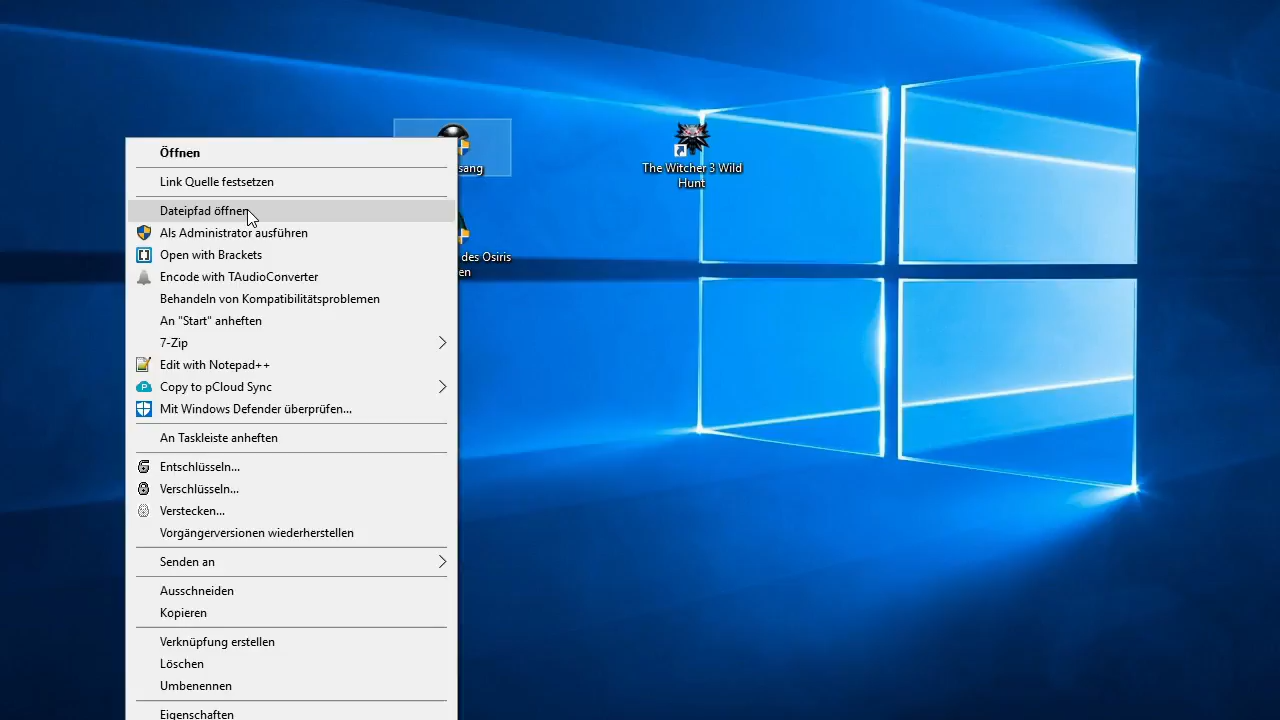 Öffnen
Link Quelle festsetzen
Dateipfad öffnen
Als Administrator ausführen
Open with Brackets
Encode with TAudioConverter
Behandeln von Kompatibilitätsproblemen
An "Start" anheften
7-Zip
Edit with Notepad++
Copy to pCloud Sync
Mit Windows Defender überprüfen...
An Taskleiste anheften
Entschlüsseln...
Verschlüsseln...
Verstecken...
Vorgängerversionen wiederherstellen
Senden an
Ausschneiden
Kopieren
Verknüpfung erstellen
Löschen
Umbenennen
Eigenschaften
sang
des Osiris
en
The Witcher 3 Wild
Hunt